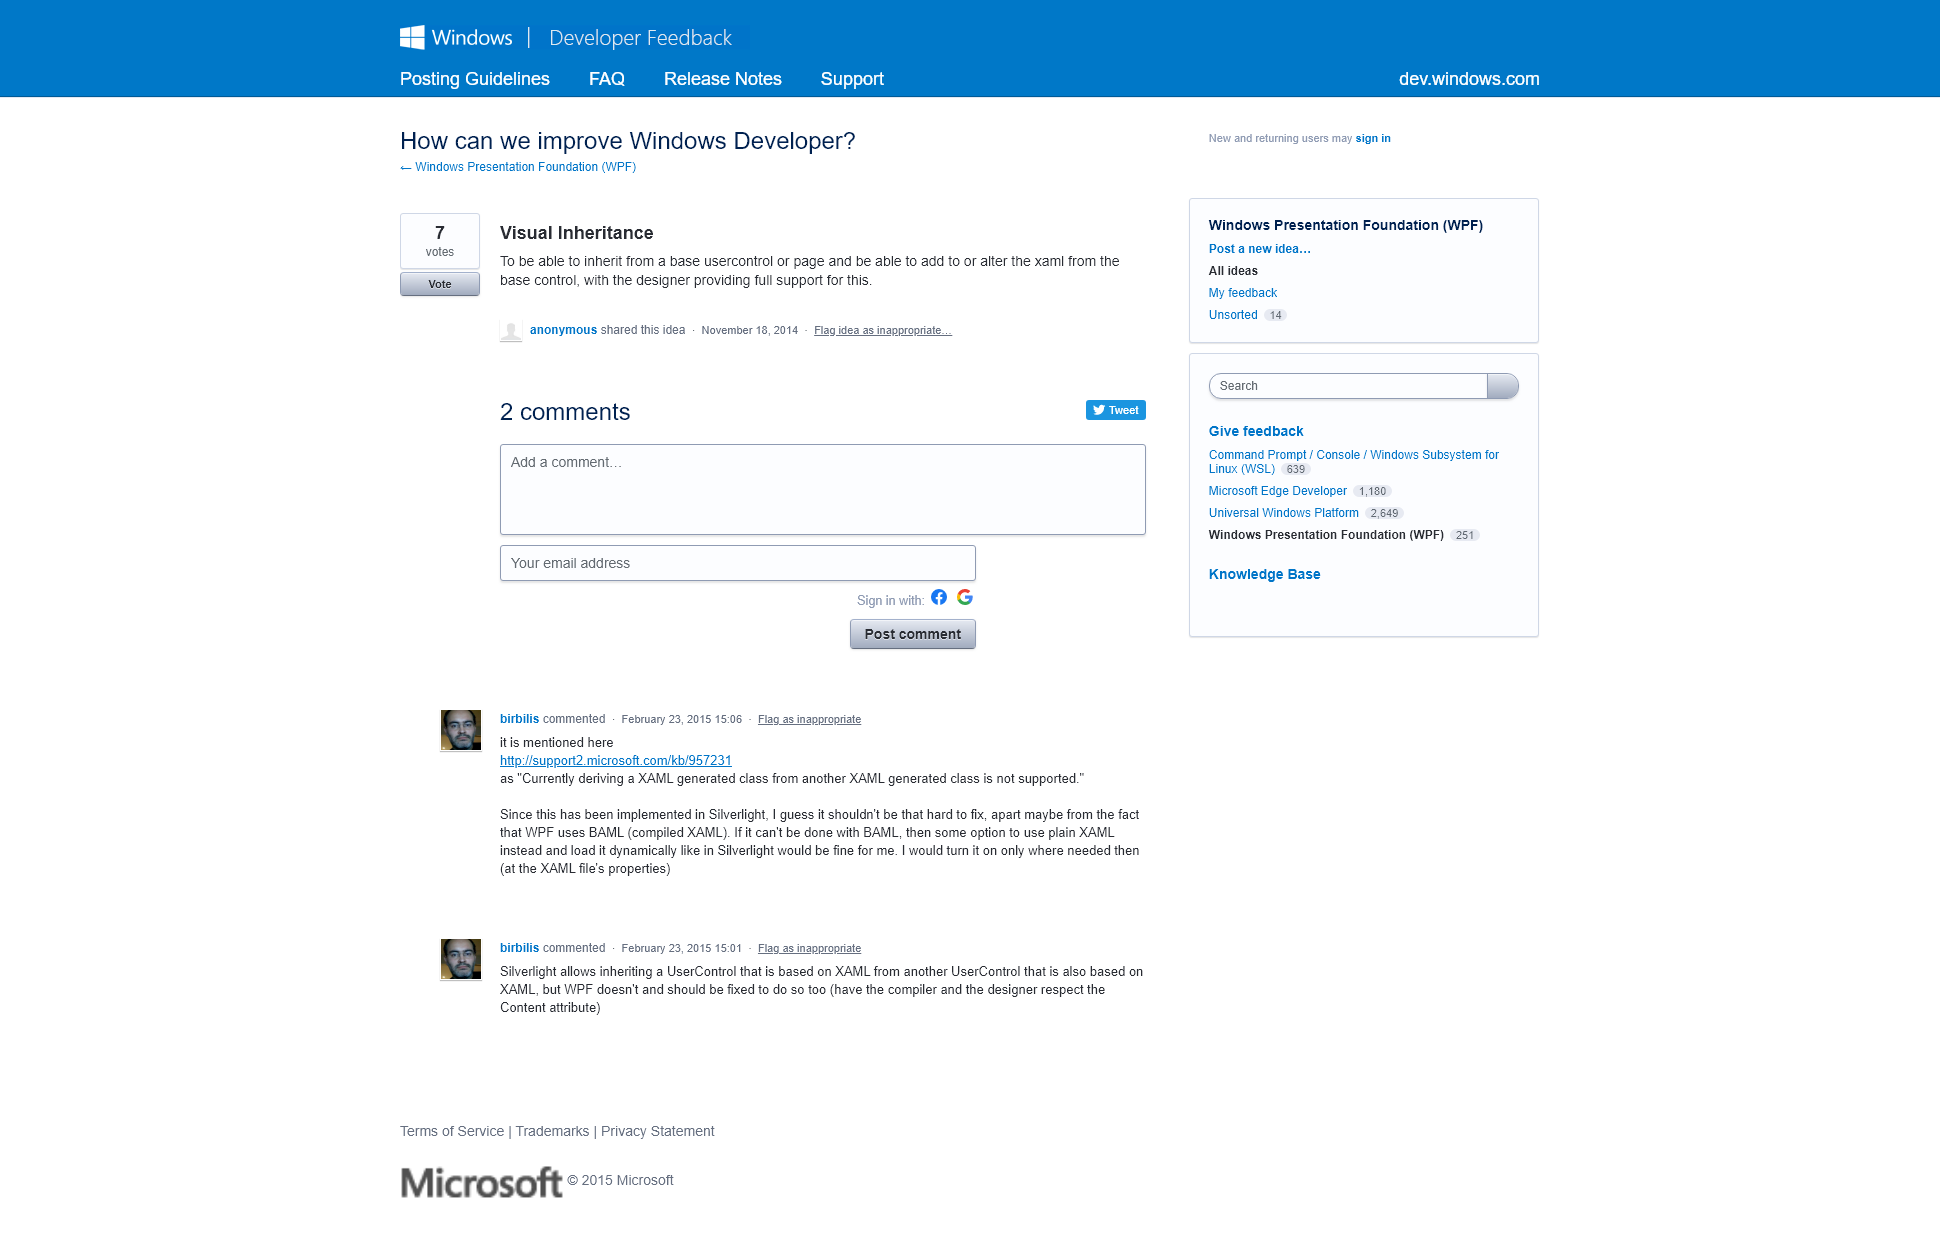 Windows | Developer Feedback
Posting Guidelines FAQ Release Notes Support dev.windows.com
How can we improve Windows Developer?
← Windows Presentation Foundation (WPF)
New and returning users may sign in
7
votes
Vote
Visual Inheritance
To be able to inherit from a base usercontrol or page and be able to add to or alter the xaml from the
base control, with the designer providing full support for this.
anonymous shared this idea · November 18, 2014 · Flag idea as inappropriate…
2 comments
Tweet
Add a comment…
Your email address
Sign in with:
Post comment
birbilis commented · February 23, 2015 15:06 · Flag as inappropriate
it is mentioned here
http://support2.microsoft.com/kb/957231
as "Currently deriving a XAML generated class from another XAML generated class is not supported."
Since this has been implemented in Silverlight, I guess it shouldn't be that hard to fix, apart maybe from the fact
that WPF uses BAML (compiled XAML). If it can't be done with BAML, then some option to use plain XAML
instead and load it dynamically like in Silverlight would be fine for me. I would turn it on only where needed then
(at the XAML file's properties)
birbilis commented · February 23, 2015 15:01 · Flag as inappropriate
Silverlight allows inheriting a UserControl that is based on XAML from another UserControl that is also based on
XAML, but WPF doesn't and should be fixed to do so too (have the compiler and the designer respect the
Content attribute)
Windows Presentation Foundation (WPF)
Post a new idea…
All ideas
My feedback
Unsorted 14
Search
Give feedback
Command Prompt / Console / Windows Subsystem for
Linux (WSL) 639
Microsoft Edge Developer 1,180
Universal Windows Platform 2,649
Windows Presentation Foundation (WPF) 251
Knowledge Base
Terms of Service | Trademarks | Privacy Statement
Microsoft © 2015 Microsoft